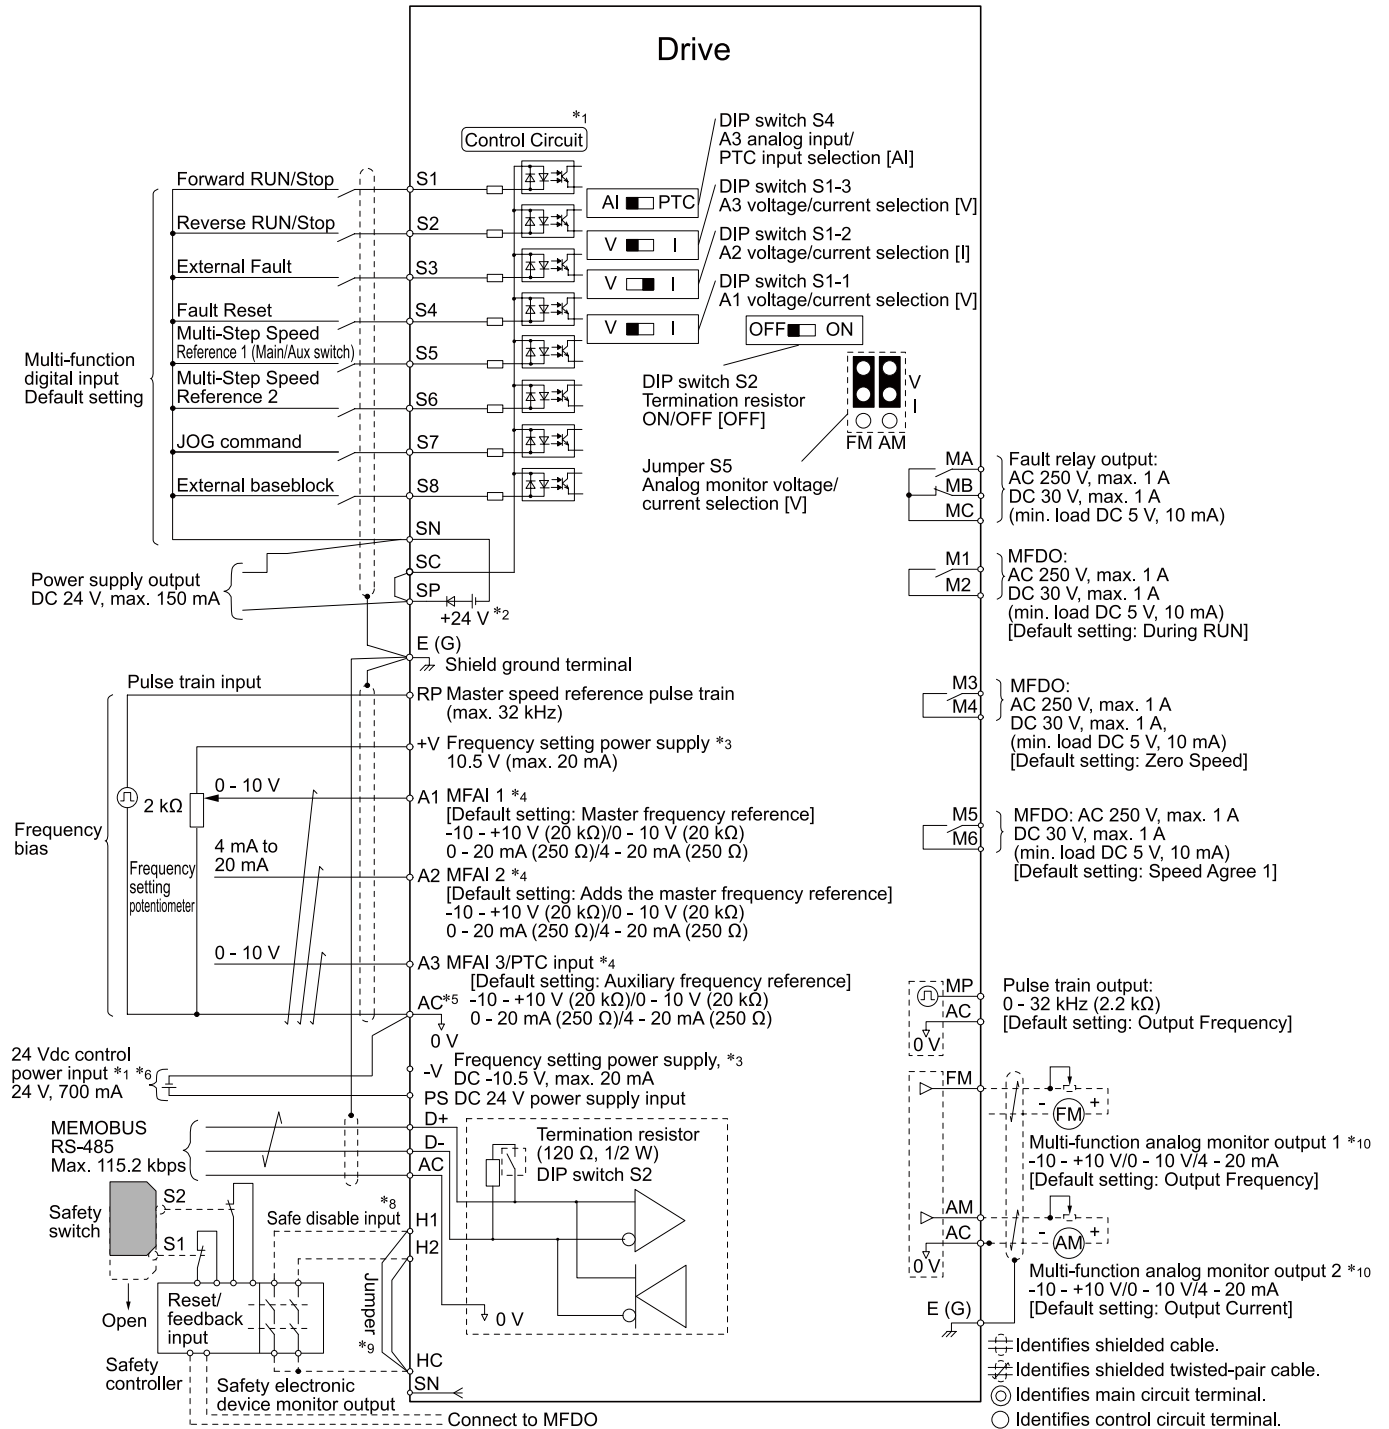 Drive
*1
Control Circuit
DIP switch S4
A3 analog input/
PTC input selection [AI]
AI PTC
DIP switch S1-3
A3 voltage/current selection [V]
V I
DIP switch S1-2
A2 voltage/current selection [I]
V I
DIP switch S1-1
A1 voltage/current selection [V]
V I
OFF ON
DIP switch S2
Termination resistor
ON/OFF [OFF]
V
I
FM AM
Jumper S5
Analog monitor voltage/
current selection [V]
Multi-function
digital input
Default setting
Forward RUN/Stop S1
Reverse RUN/Stop S2
External Fault S3
Fault Reset S4
Multi-Step Speed
Reference 1 (Main/Aux switch) S5
Multi-Step Speed
Reference 2 S6
JOG command S7
External baseblock S8
SN
SC
SP
+24 V *2
Power supply output
DC 24 V, max. 150 mA
E (G)
Shield ground terminal
Pulse train input
RP Master speed reference pulse train
(max. 32 kHz)
+V Frequency setting power supply *3
10.5 V (max. 20 mA)
Frequency
bias
2 kΩ
Frequency
setting
potentiometer
0 - 10 V
A1 MFAI 1 *4
[Default setting: Master frequency reference]
-10 - +10 V (20 kΩ)/0 - 10 V (20 kΩ)
0 - 20 mA (250 Ω)/4 - 20 mA (250 Ω)
4 mA to
20 mA
A2 MFAI 2 *4
[Default setting: Adds the master frequency reference]
-10 - +10 V (20 kΩ)/0 - 10 V (20 kΩ)
0 - 20 mA (250 Ω)/4 - 20 mA (250 Ω)
0 - 10 V
A3 MFAI 3/PTC input *4
[Default setting: Auxiliary frequency reference]
AC*5 -10 - +10 V (20 kΩ)/0 - 10 V (20 kΩ)
0 - 20 mA (250 Ω)/4 - 20 mA (250 Ω)
0 V
-V Frequency setting power supply, *3
DC -10.5 V, max. 20 mA
24 Vdc control
power input *1 *6
24 V, 700 mA
PS DC 24 V power supply input
MEMOBUS
RS-485
Max. 115.2 kbps
D+
D-
AC
Termination resistor
(120 Ω, 1/2 W)
DIP switch S2
0 V
Safety
switch
S2
S1
Open
*8
Safe disable input
H1
H2
Jumper *9
HC
SN
Reset/
feedback
input
Safety
controller
Safety electronic
device monitor output
Connect to MFDO
MA
MB
MC
Fault relay output:
AC 250 V, max. 1 A
DC 30 V, max. 1 A
(min. load DC 5 V, 10 mA)
M1
M2
MFDO:
AC 250 V, max. 1 A
DC 30 V, max. 1 A
(min. load DC 5 V, 10 mA)
[Default setting: During RUN]
M3
M4
MFDO:
AC 250 V, max. 1 A
DC 30 V, max. 1 A,
(min. load DC 5 V, 10 mA)
[Default setting: Zero Speed]
M5
M6
MFDO: AC 250 V, max. 1 A
DC 30 V, max. 1 A
(min. load DC 5 V, 10 mA)
[Default setting: Speed Agree 1]
MP
AC
0 V
Pulse train output:
0 - 32 kHz (2.2 kΩ)
[Default setting: Output Frequency]
FM
- FM +
Multi-function analog monitor output 1 *10
-10 - +10 V/0 - 10 V/4 - 20 mA
[Default setting: Output Frequency]
AM
AC
0 V
- AM +
Multi-function analog monitor output 2 *10
-10 - +10 V/0 - 10 V/4 - 20 mA
[Default setting: Output Current]
E (G)
Identifies shielded cable.
Identifies shielded twisted-pair cable.
Identifies main circuit terminal.
Identifies control circuit terminal.